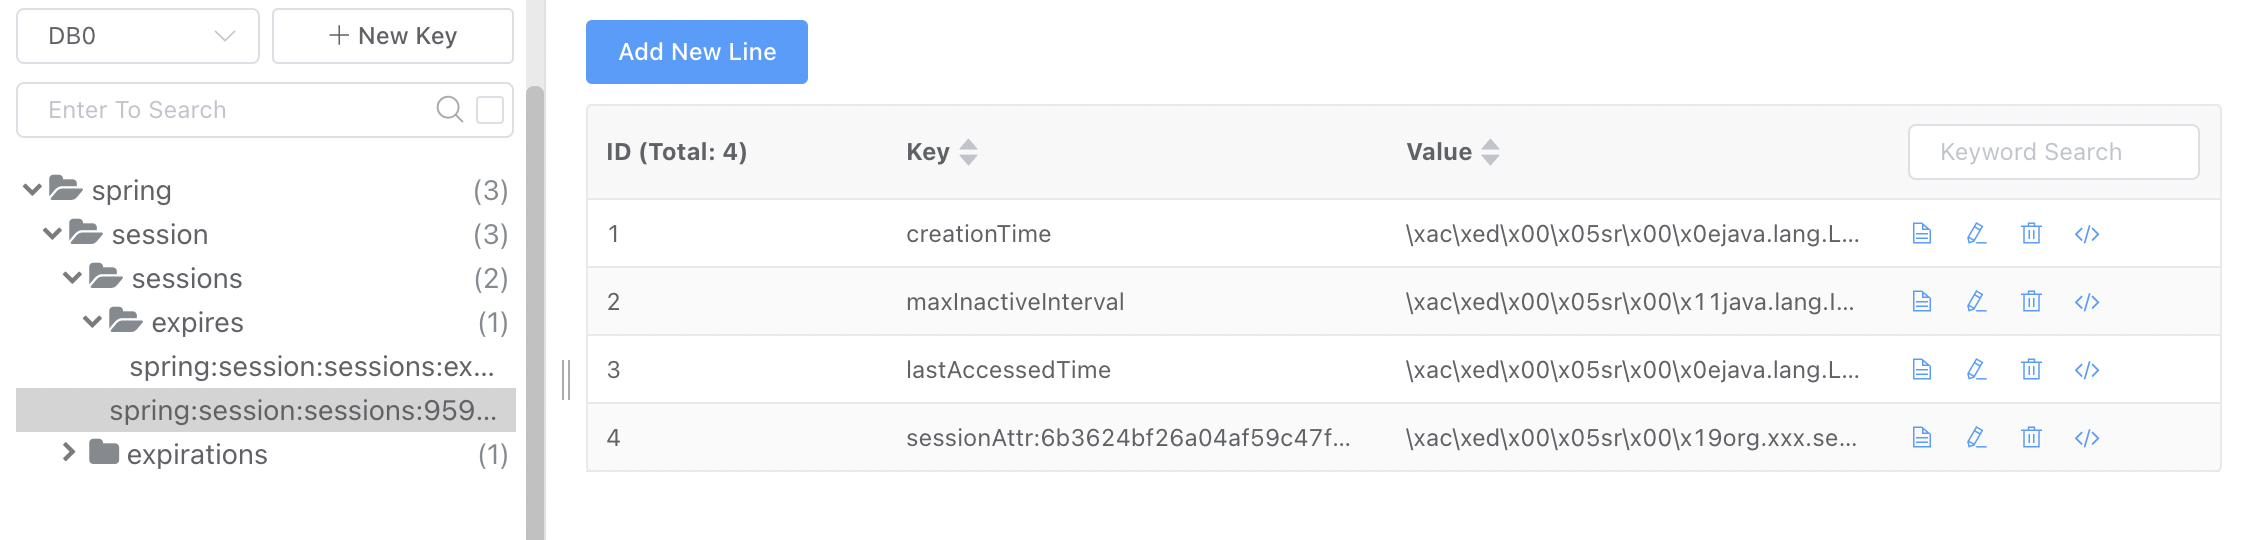 DB0
New Key
Enter To Search
spring (3)
session (3)
sessions (2)
expires (1)
spring:session:sessions:ex...
spring:session:sessions:959...
expirations (1)
Add New Line
ID (Total: 4) Key Value Keyword Search
1 creationTime \xac\xed\x00\x05sr\x00\x0ejava.lang.L...
2 maxInactiveInterval \xac\xed\x00\x05sr\x00\x11java.lang.I...
3 lastAccessedTime \xac\xed\x00\x05sr\x00\x0ejava.lang.L...
4 sessionAttr:6b3624bf26a04af59c47f... \xac\xed\x00\x05sr\x00\x19org.xxx.se...